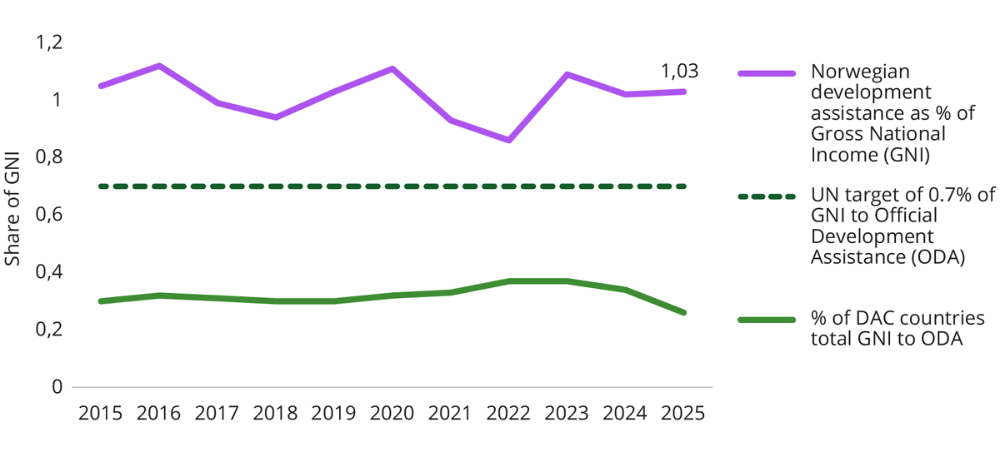 Share of GNI
1,2
1
0,8
0,6
0,4
0,2
0
1,03
2015 2016 2017 2018 2019 2020 2021 2022 2023 2024 2025
Norwegian
development
assistance as % of
Gross National
Income (GNI)
UN target of 0.7% of
GNI to Official
Development
Assistance (ODA)
% of DAC countries
total GNI to ODA